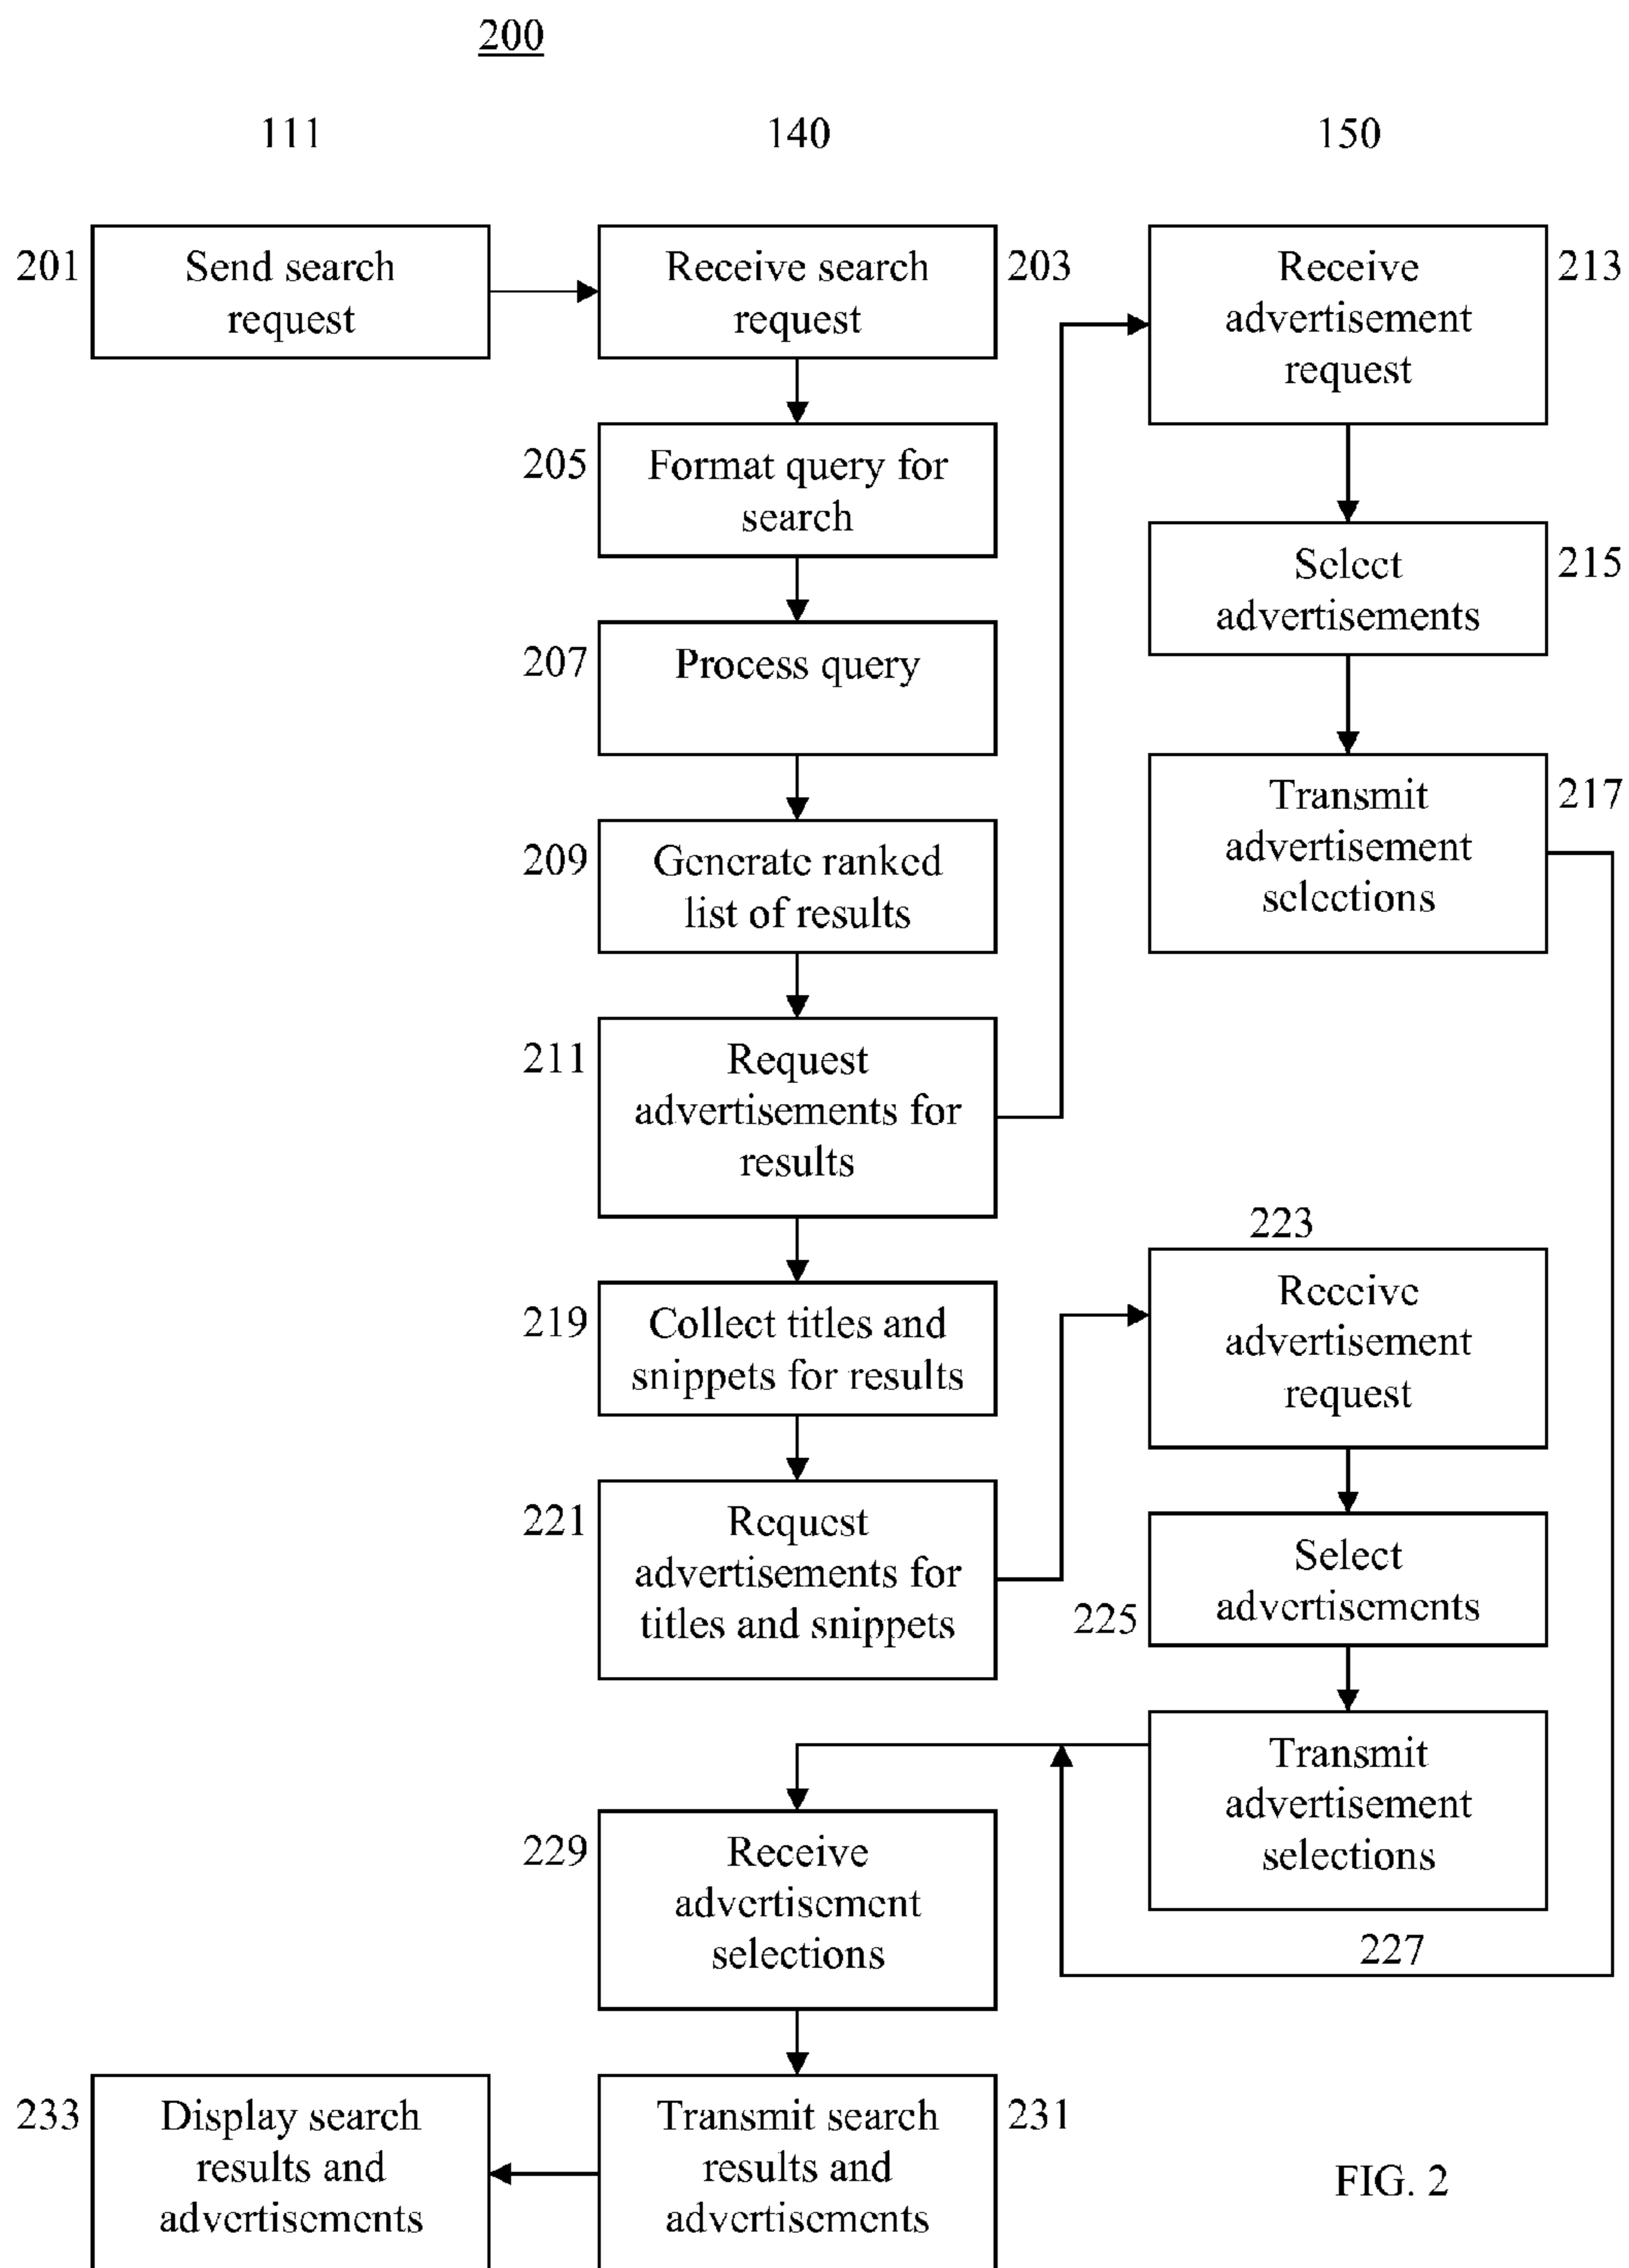 200
111
140
150
201
Send search
request
Receive search
request
203
Receive
advertisement
request
213
205
Format query for
search
Select
advertisements
215
207
Process query
Transmit
advertisement
selections
217
209
Generate ranked
list of results
211
Request
advertisements for
results
219
Collect titles and
snippets for results
223
Receive
advertisement
request
221
Request
advertisements for
titles and snippets
Select
advertisements
225
Transmit
advertisement
selections
227
229
Receive
advertisement
selections
233
Display search
results and
advertisements
Transmit search
results and
advertisements
231
FIG. 2